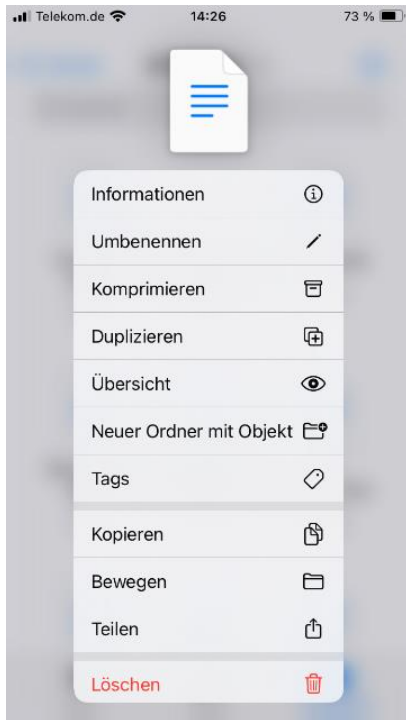 Telekom.de 14:26 73 %
Informationen
Umbenennen
Komprimieren
Duplizieren
Übersicht
Neuer Ordner mit Objekt
Tags
Kopieren
Bewegen
Teilen
Löschen